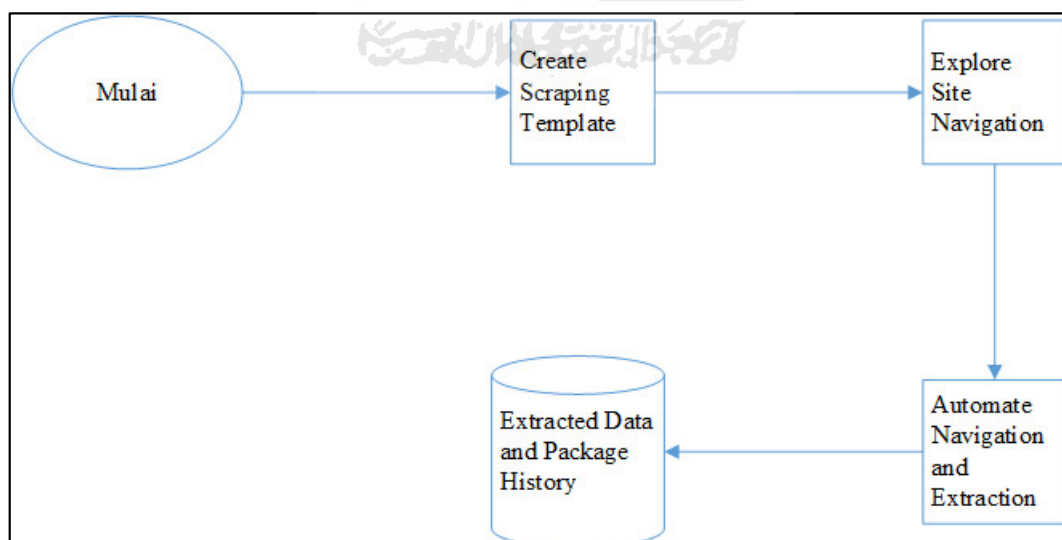 Mulai
Create
Scraping
Template
Explore
Site
Navigation
Extracted Data
and Package
History
Automate
Navigation
and
Extraction